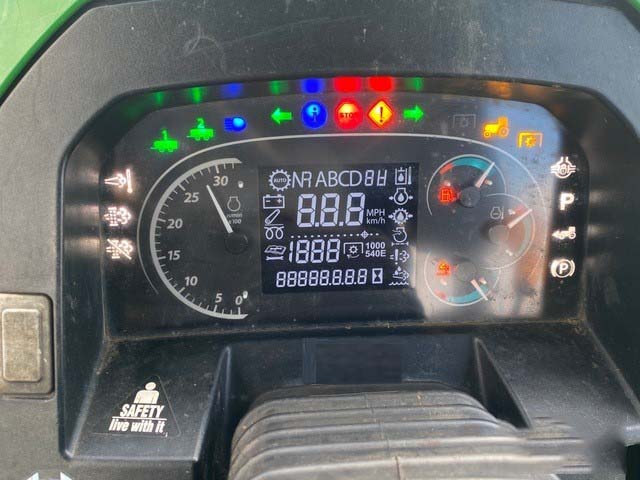 1 2 i STOP !
30
25
20
15
10
5
0
n/min
x100
AUTO NR ABCD 8H
8.8.8 MPH
km/h
1888 1000
540E
88888.8.8.8
P
P
SAFETY
live with it